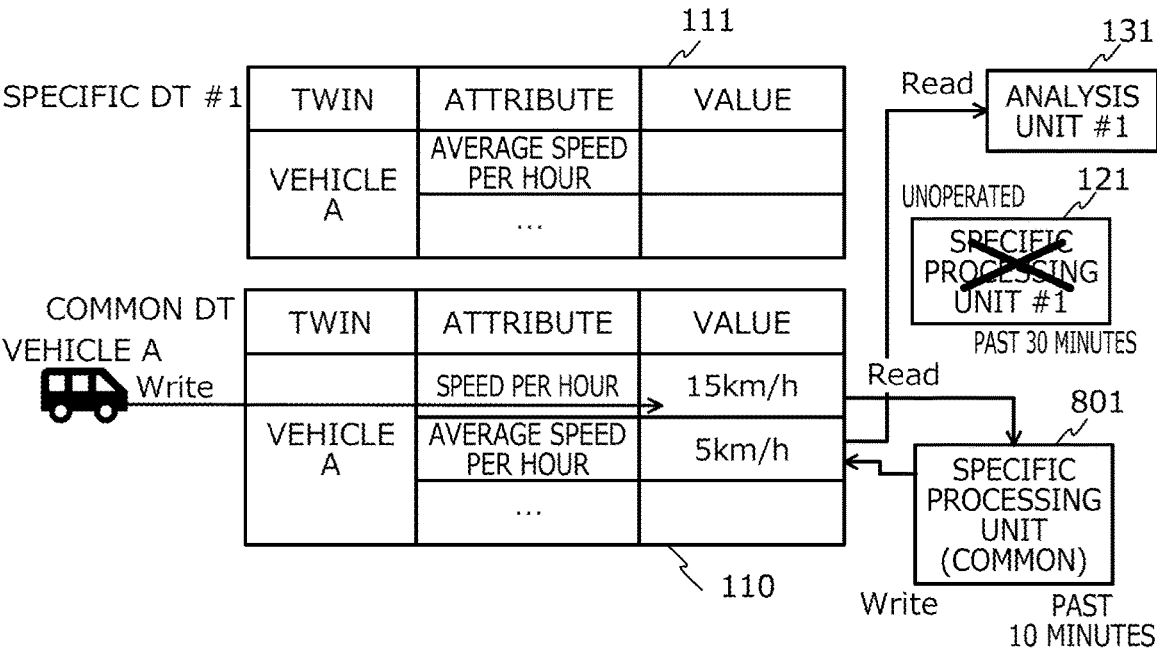 111
SPECIFIC DT #1
TWIN
ATTRIBUTE
VALUE
VEHICLE
A
AVERAGE SPEED
PER HOUR
...
131
Read
ANALYSIS
UNIT #1
121
UNOPERATED
SPECIFIC
PROCESSING
UNIT #1
PAST 30 MINUTES
COMMON DT
VEHICLE A
Write
TWIN
ATTRIBUTE
VALUE
VEHICLE
A
SPEED PER HOUR
15km/h
AVERAGE SPEED
PER HOUR
5km/h
...
110
Read
801
SPECIFIC
PROCESSING
UNIT
(COMMON)
Write
PAST
10 MINUTES